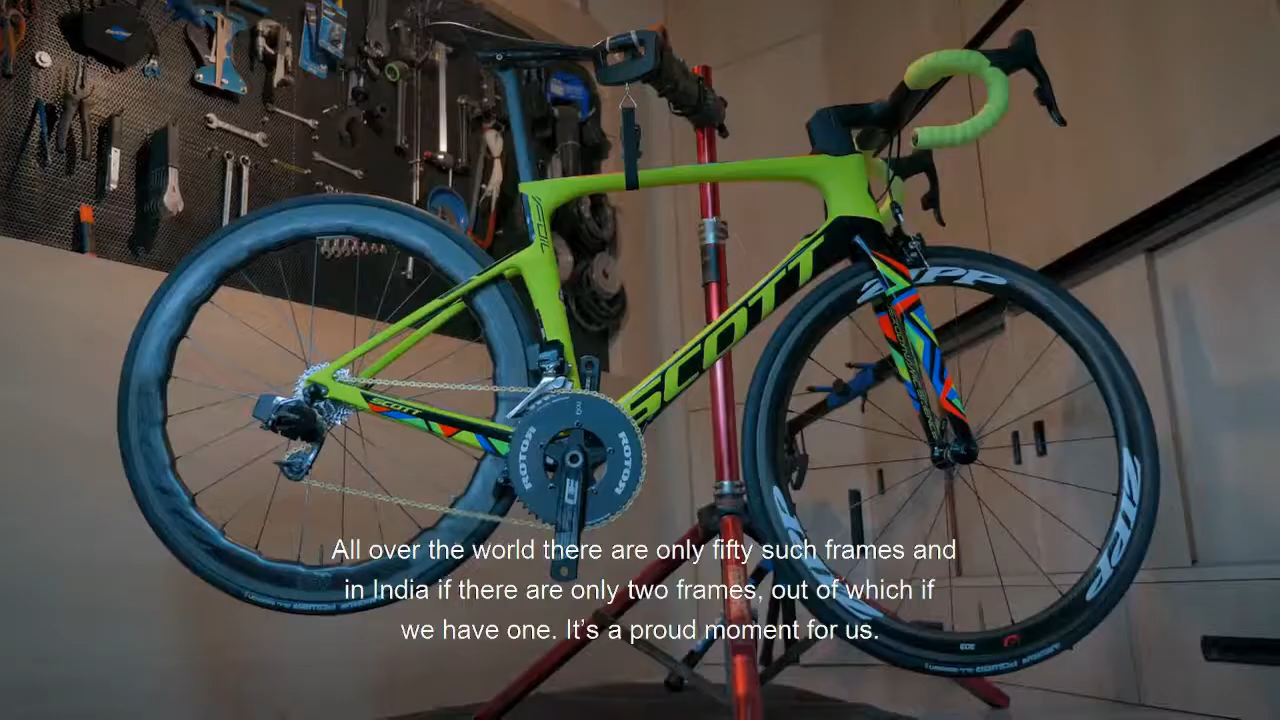 FOIL
SCOTT
ZIPP
SCOTT
ROTOR
ROTOR
ZIPP
ZIPP
303
All over the world there are only fifty such frames and
in India if there are only two frames, out of which if
we have one. It’s a proud moment for us.